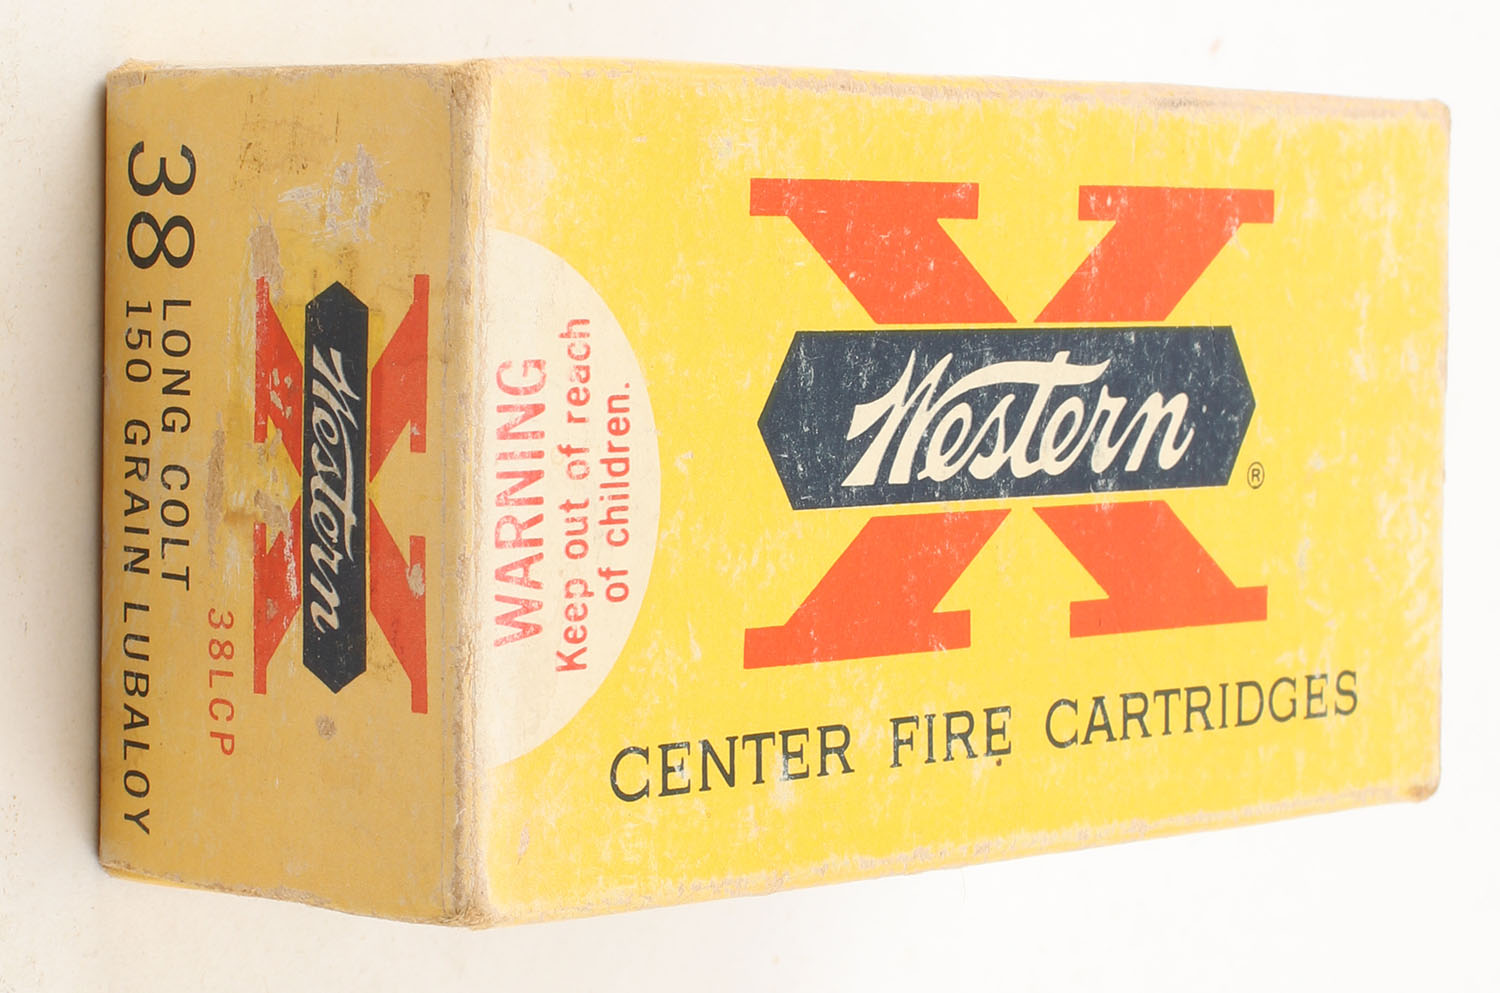 38 LONG COLT
150 GRAIN LUBALOY
38LCP
Western
X
WARNING
Keep out of reach
of children.
X
Western
®
CENTER FIRE CARTRIDGES